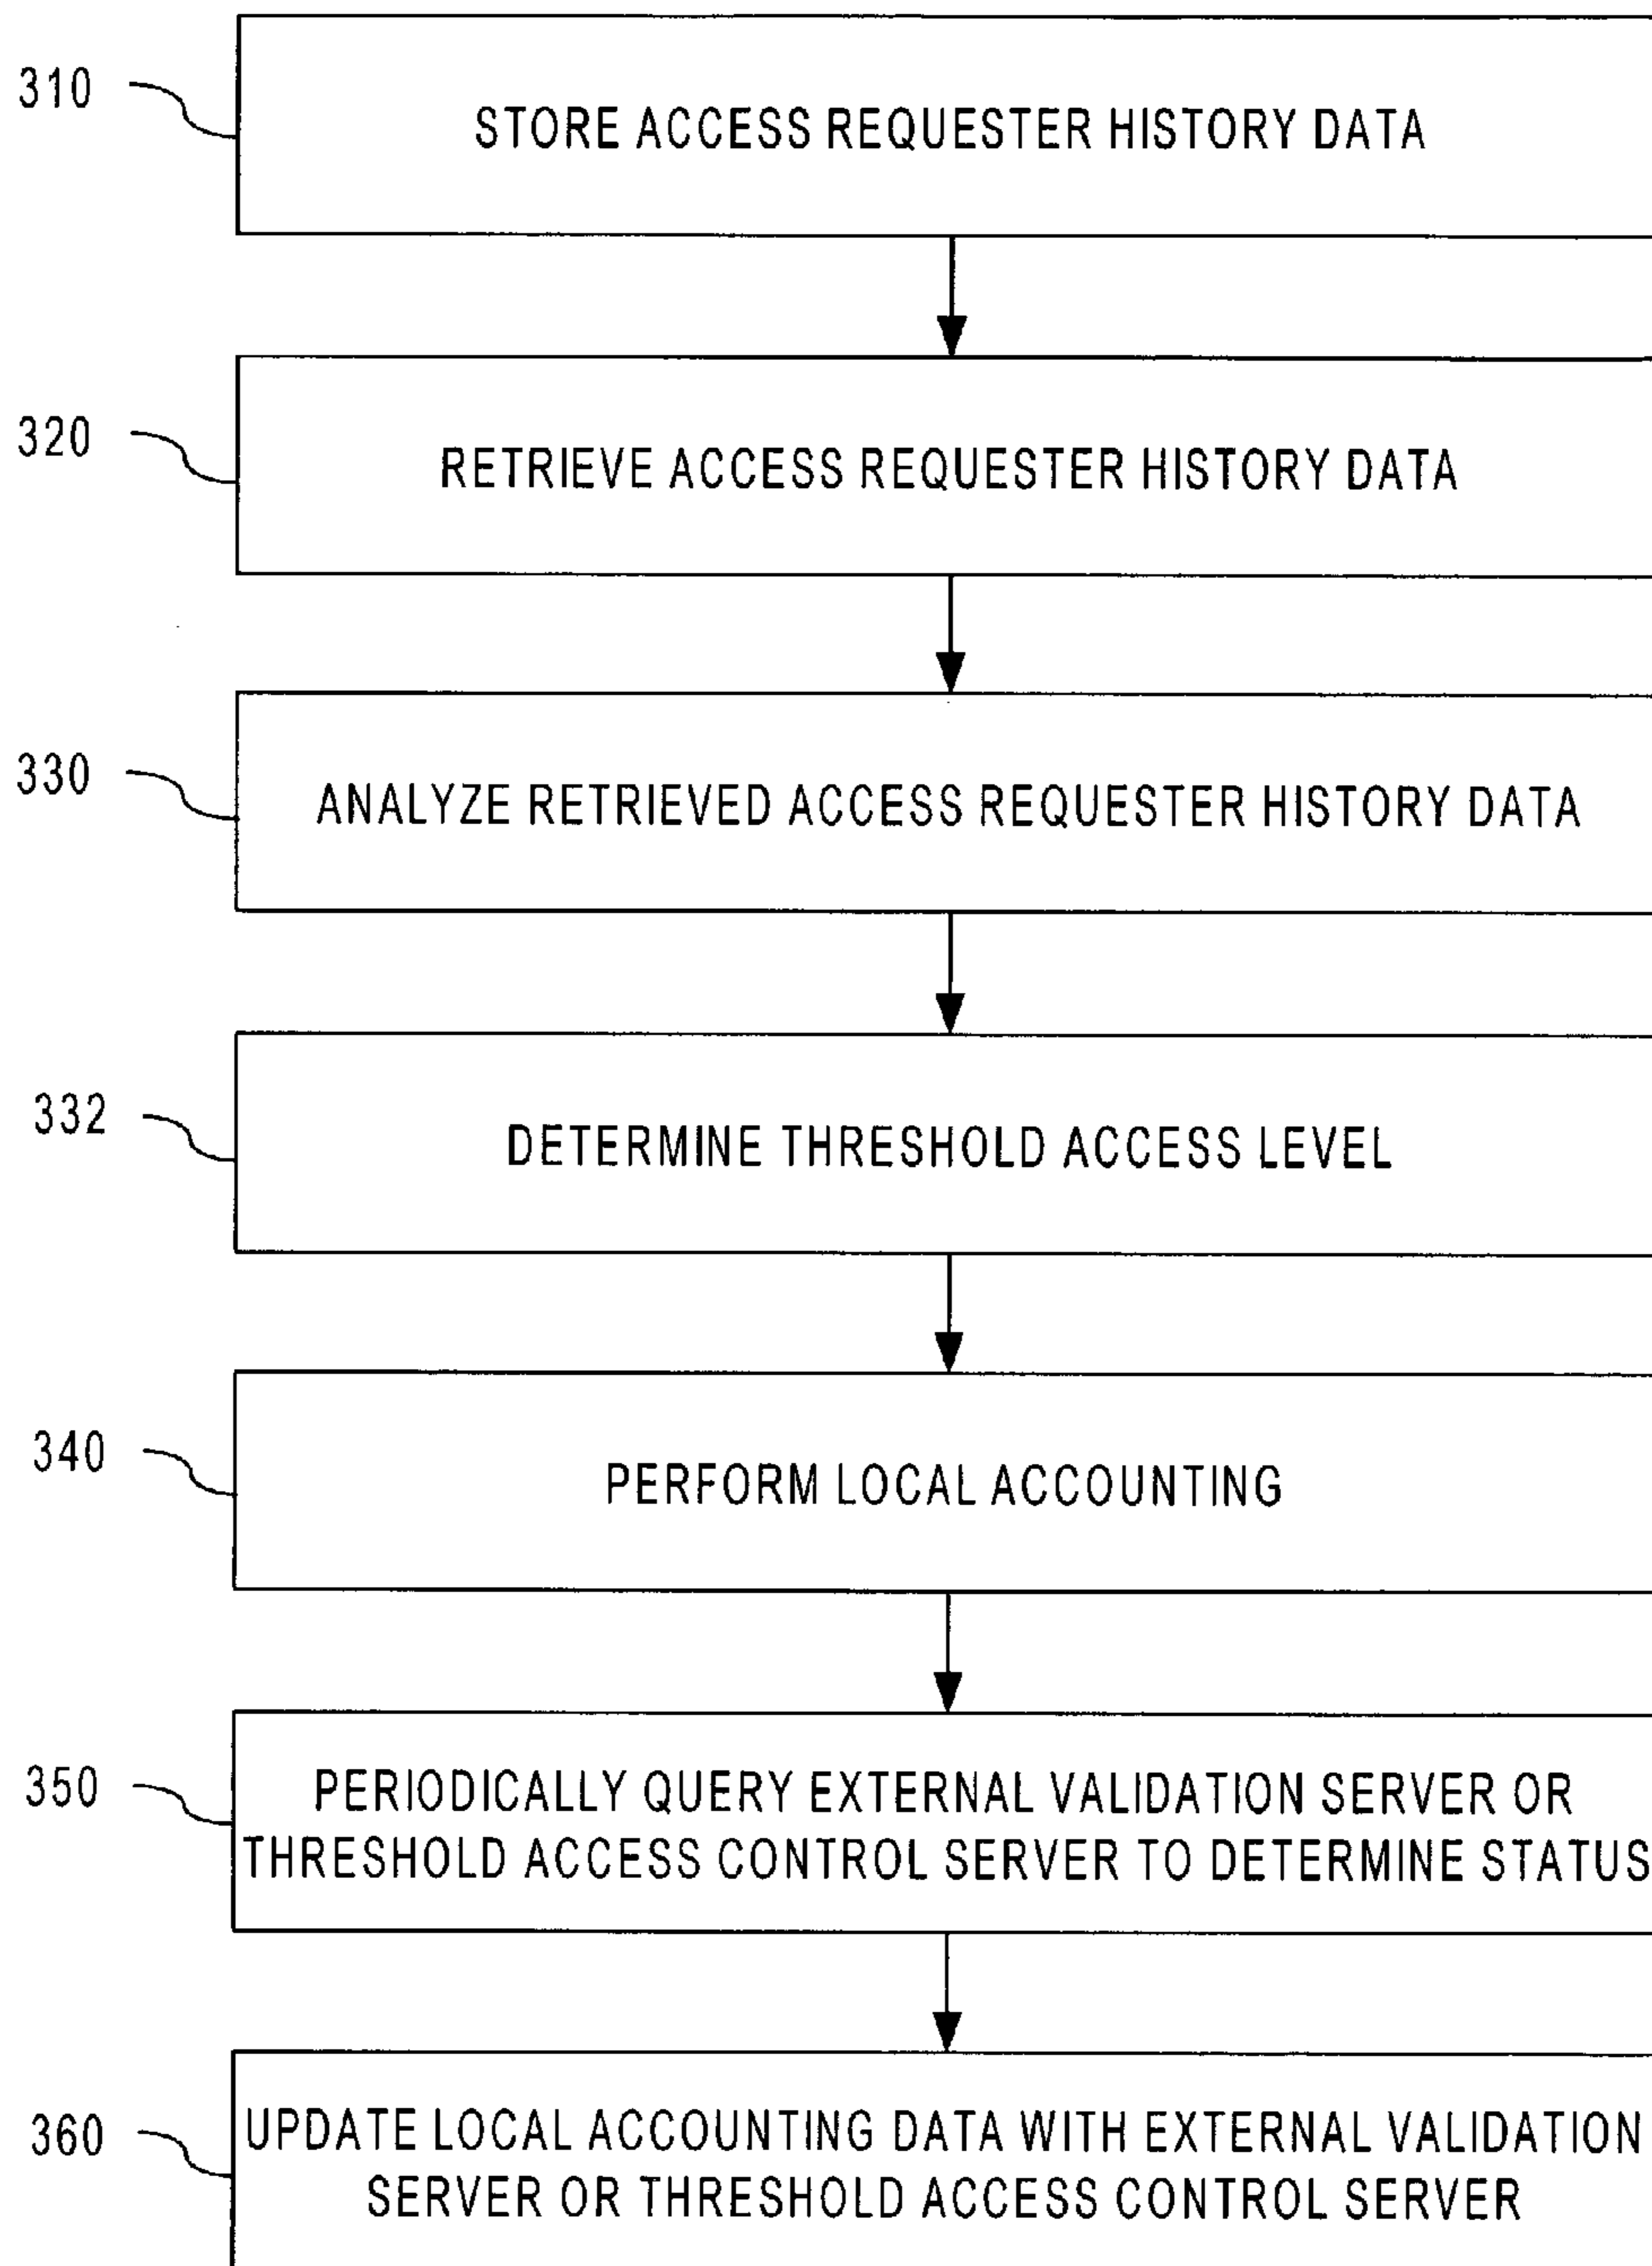 310
STORE ACCESS REQUESTER HISTORY DATA
320
RETRIEVE ACCESS REQUESTER HISTORY DATA
330
ANALYZE RETRIEVED ACCESS REQUESTER HISTORY DATA
332
DETERMINE THRESHOLD ACCESS LEVEL
340
PERFORM LOCAL ACCOUNTING
350
PERIODICALLY QUERY EXTERNAL VALIDATION SERVER OR
THRESHOLD ACCESS CONTROL SERVER TO DETERMINE STATUS
360
UPDATE LOCAL ACCOUNTING DATA WITH EXTERNAL VALIDATION
SERVER OR THRESHOLD ACCESS CONTROL SERVER